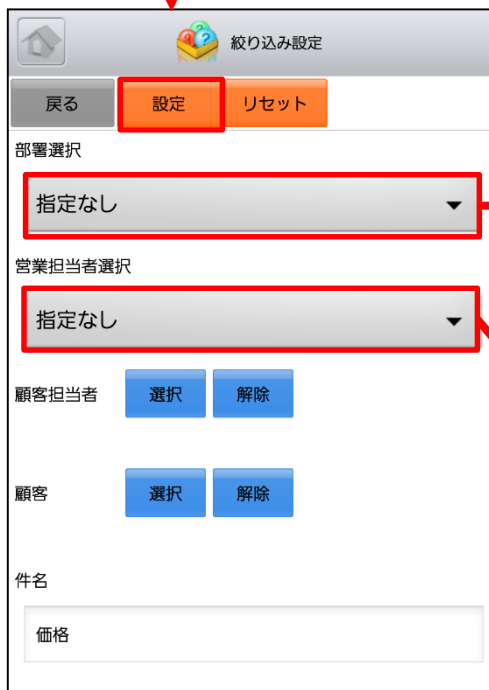 絞り込み設定
戻る 設定 リセット
部署選択
指定なし
営業担当者選択
指定なし
顧客担当者 選択 解除
顧客 選択 解除
件名
価格